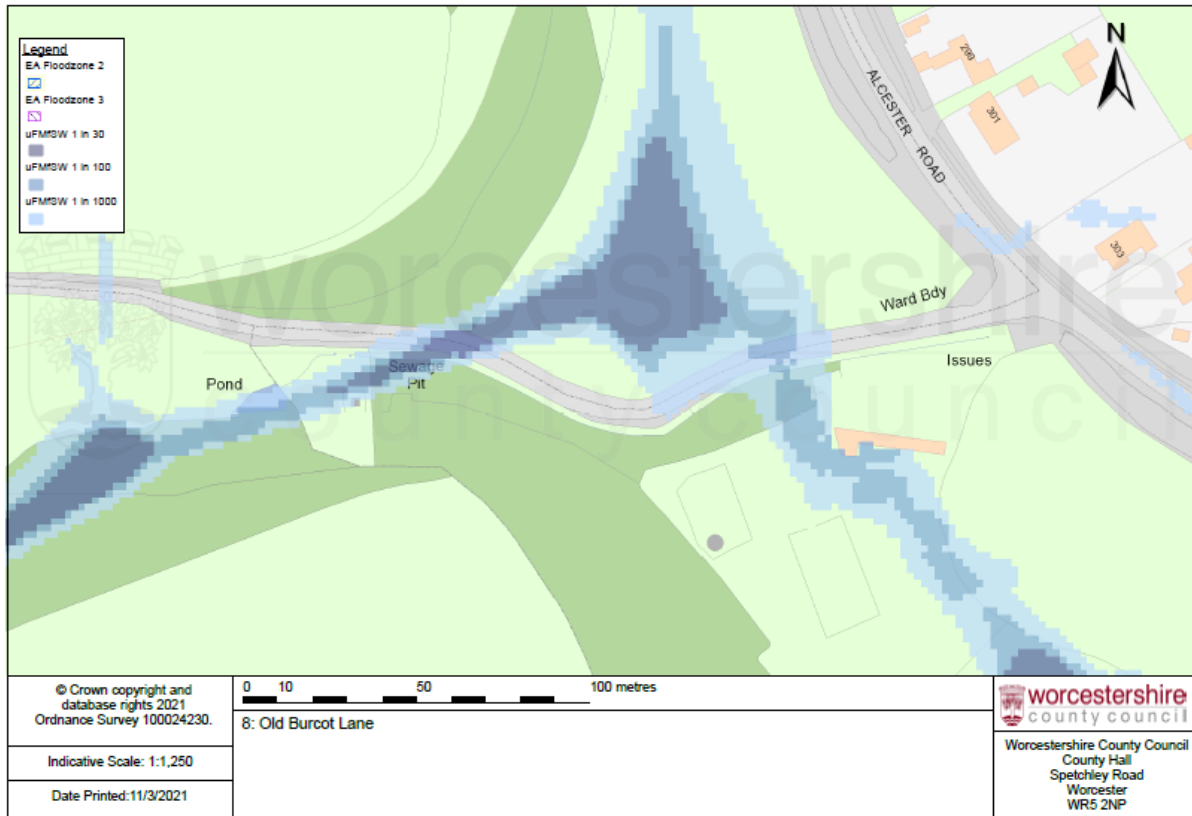 Legend
EA Floodzone 2
EA Floodzone 3
uFMfSW 1 in 30
uFMfSW 1 in 100
uFMfSW 1 in 1000
N
ALCESTER ROAD
299
301
303
worcestershire
county council
Ward Bdy
Issues
Sewage
Pit
Pond
© Crown copyright and
database rights 2021
Ordnance Survey 100024230.
Indicative Scale: 1:1,250
Date Printed:11/3/2021
0 10 50 100 metres
8: Old Burcot Lane
worcestershire
county council
Worcestershire County Council
County Hall
Spetchley Road
Worcester
WR5 2NP